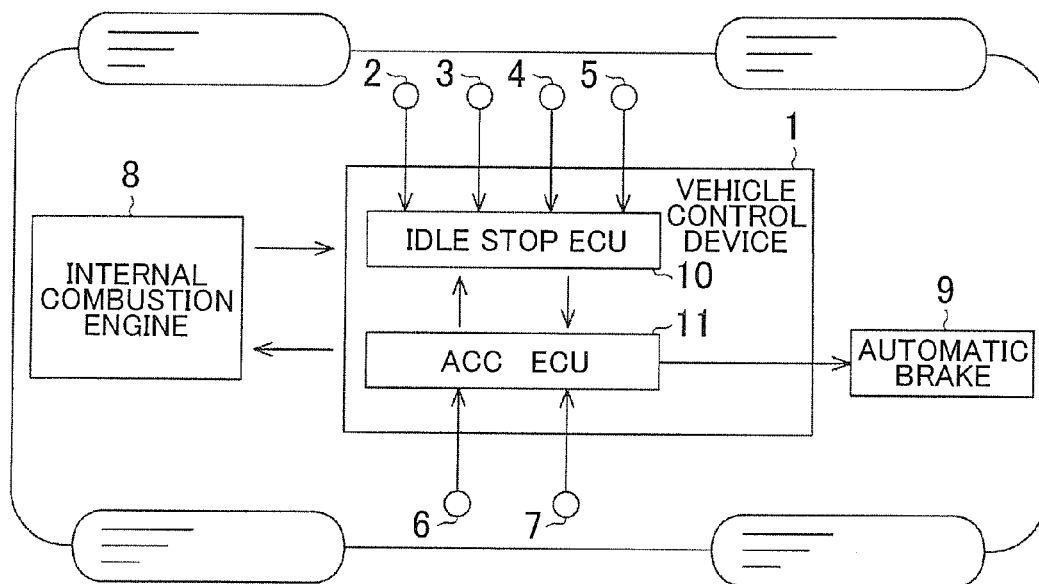 2 3 4 5
1
8
VEHICLE
CONTROL
DEVICE
IDLE STOP ECU
10
INTERNAL
COMBUSTION
ENGINE
11
9
ACC ECU
AUTOMATIC
BRAKE
6 7